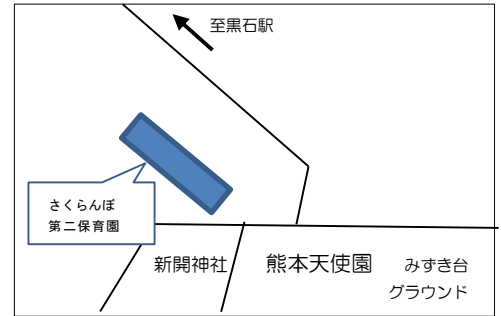 至黒石駅
さくらんぼ
第二保育園
新開神社
熊本天使園
みずき台
グラウンド